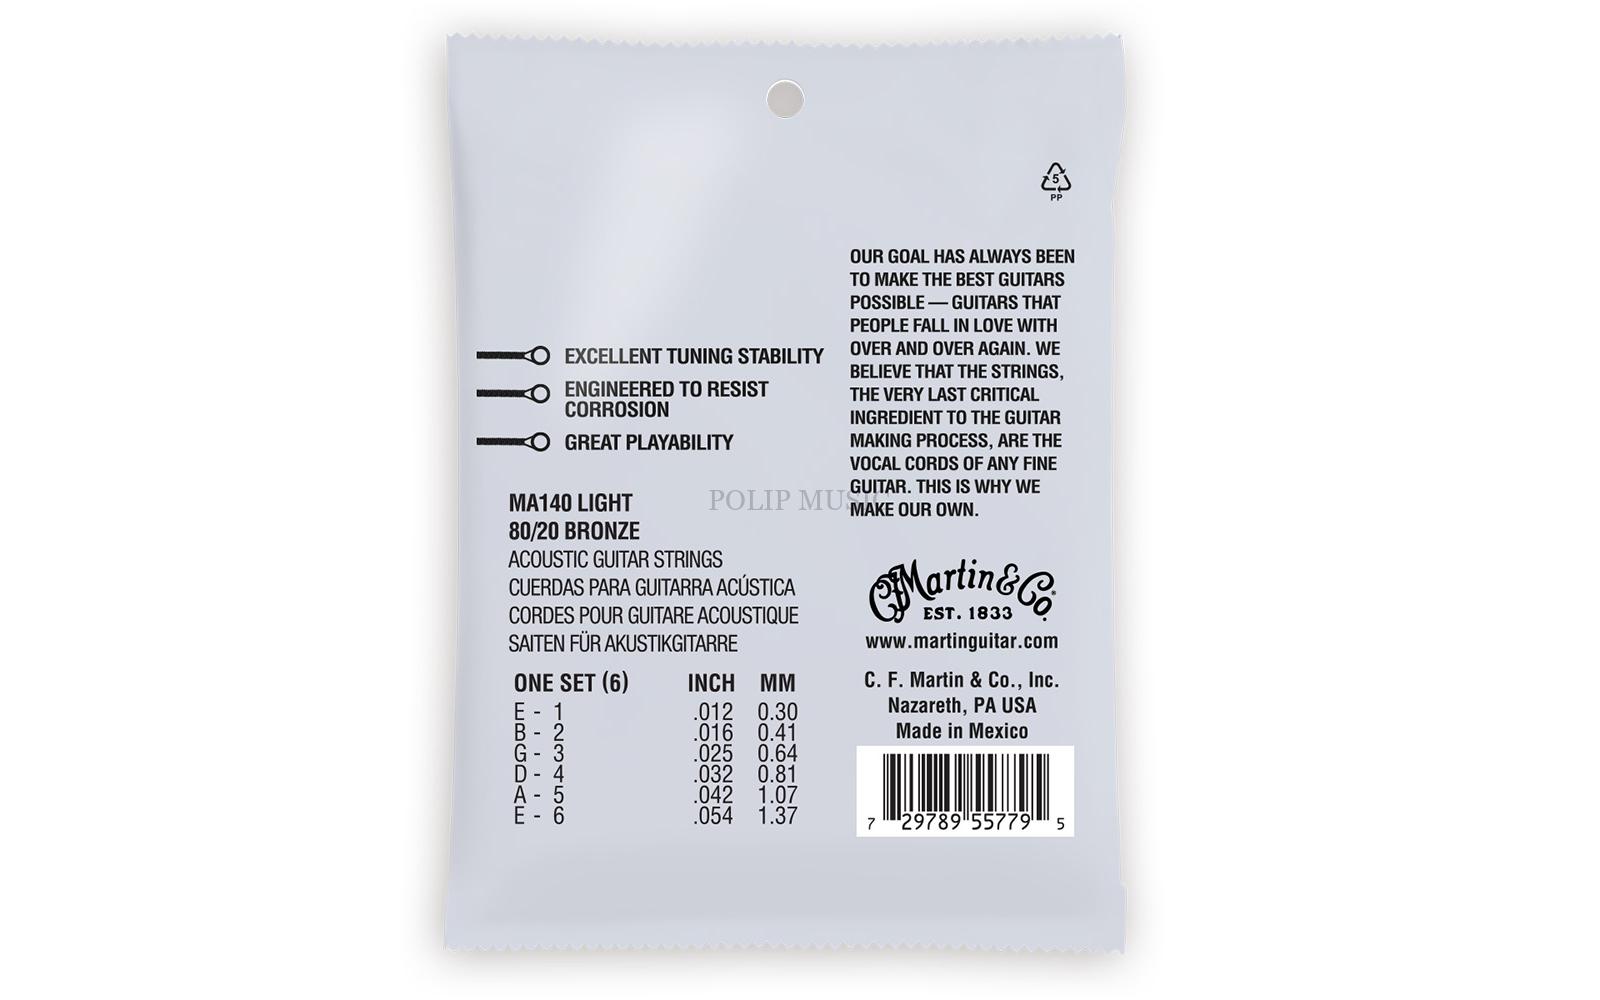 5
PP
OUR GOAL HAS ALWAYS BEEN
TO MAKE THE BEST GUITARS
POSSIBLE — GUITARS THAT
PEOPLE FALL IN LOVE WITH
OVER AND OVER AGAIN. WE
BELIEVE THAT THE STRINGS,
THE VERY LAST CRITICAL
INGREDIENT TO THE GUITAR
MAKING PROCESS, ARE THE
VOCAL CORDS OF ANY FINE
GUITAR. THIS IS WHY WE
MAKE OUR OWN.
EXCELLENT TUNING STABILITY
ENGINEERED TO RESIST
CORROSION
GREAT PLAYABILITY
POLIP MUSIC
MA140 LIGHT
80/20 BRONZE
ACOUSTIC GUITAR STRINGS
CUERDAS PARA GUITARRA ACÚSTICA
CORDES POUR GUITARE ACOUSTIQUE
SAITEN FÜR AKUSTIKGITARRE
ONE SET (6) INCH MM
E - 1 .012 0.30
B - 2 .016 0.41
G - 3 .025 0.64
D - 4 .032 0.81
A - 5 .042 1.07
E - 6 .054 1.37
CF Martin & Co.®
EST. 1833
www.martinguitar.com
C. F. Martin & Co., Inc.
Nazareth, PA USA
Made in Mexico
7 29789 55779 5